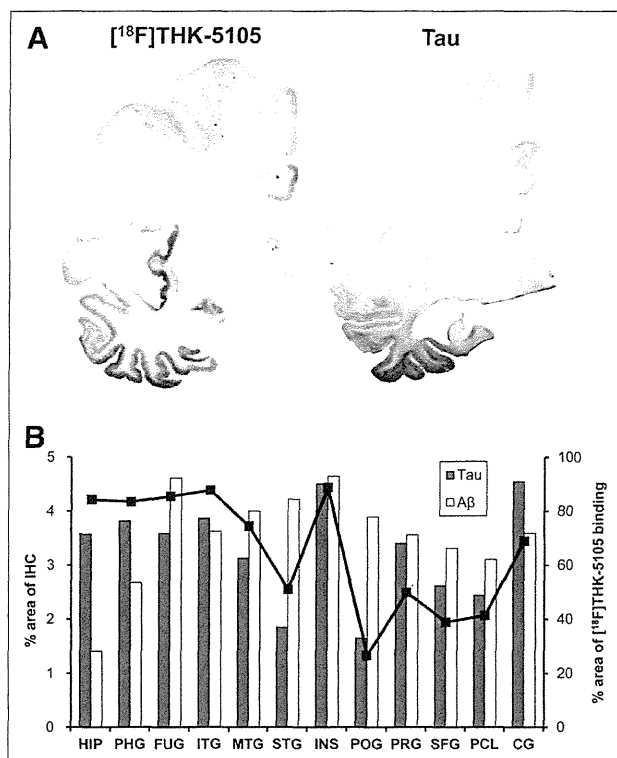 A
[18F]THK-5105
Tau
B
5
4
3
2
1
0
% area of IHC
Tau
Aβ
100
80
60
40
20
0
% area of [18F]THK-5105 binding
HIP PHG FUG ITG MTG STG INS POG PRG SFG PCL CG